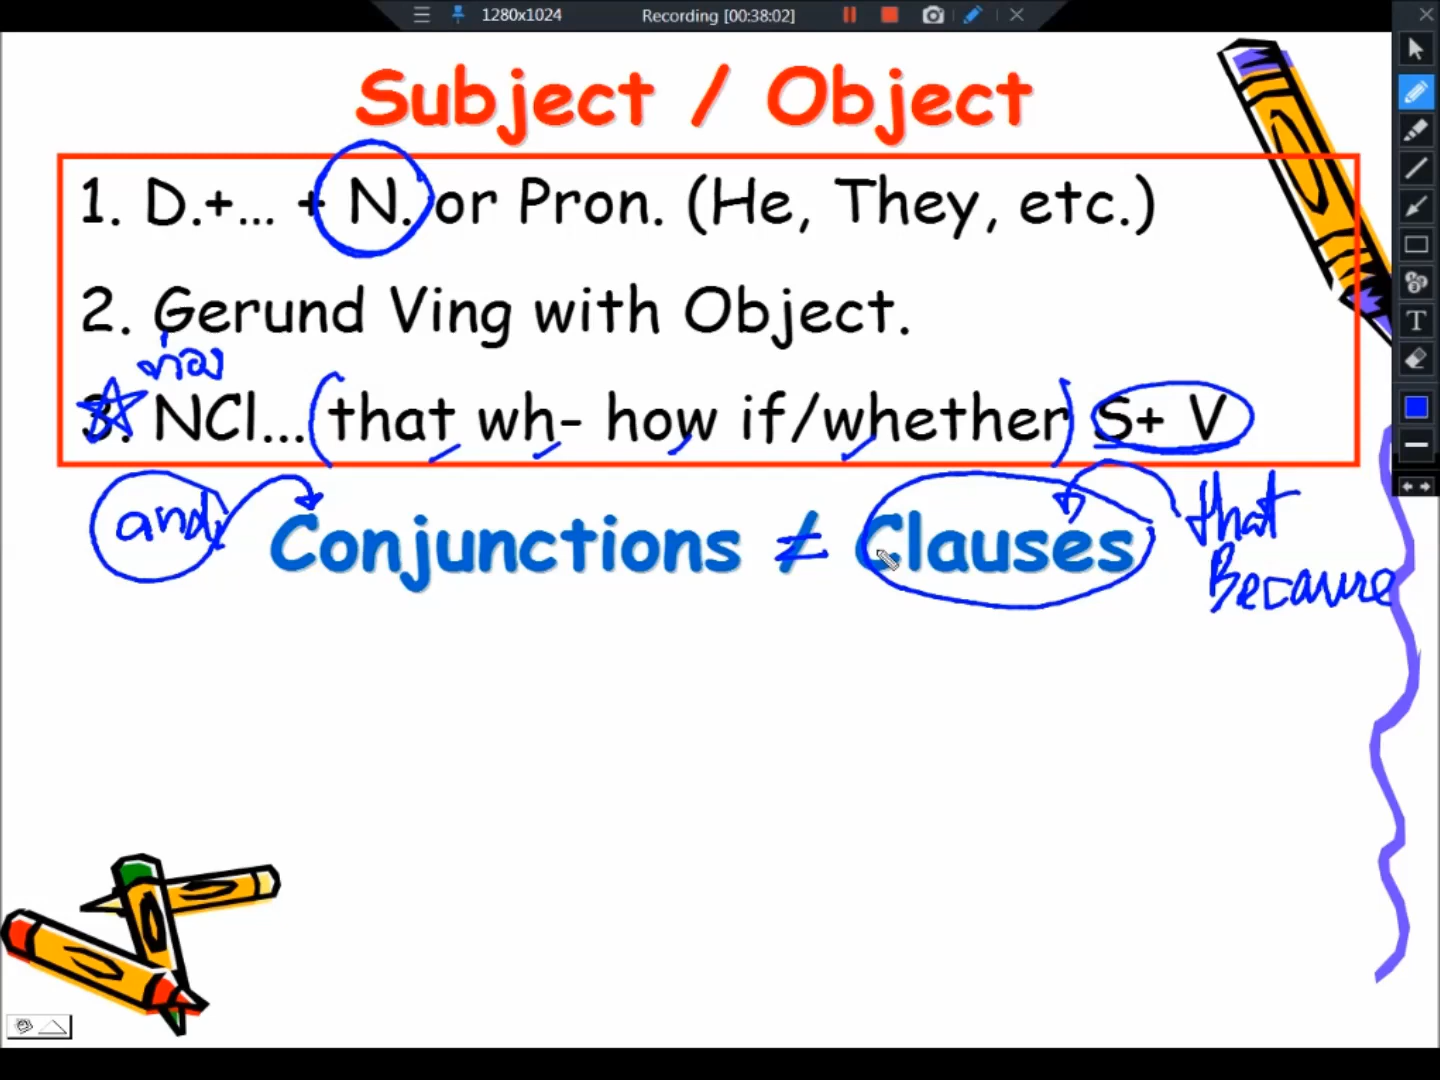 1280x1024 Recording [00:38:02]
Subject / Object
1. D.+... + N. or Pron. (He, They, etc.)
2. Gerund Ving with Object.
ท่อง
3. NCl... (that wh- how if/whether) S+ V
and Conjunctions ≠ Clauses that
Because
T